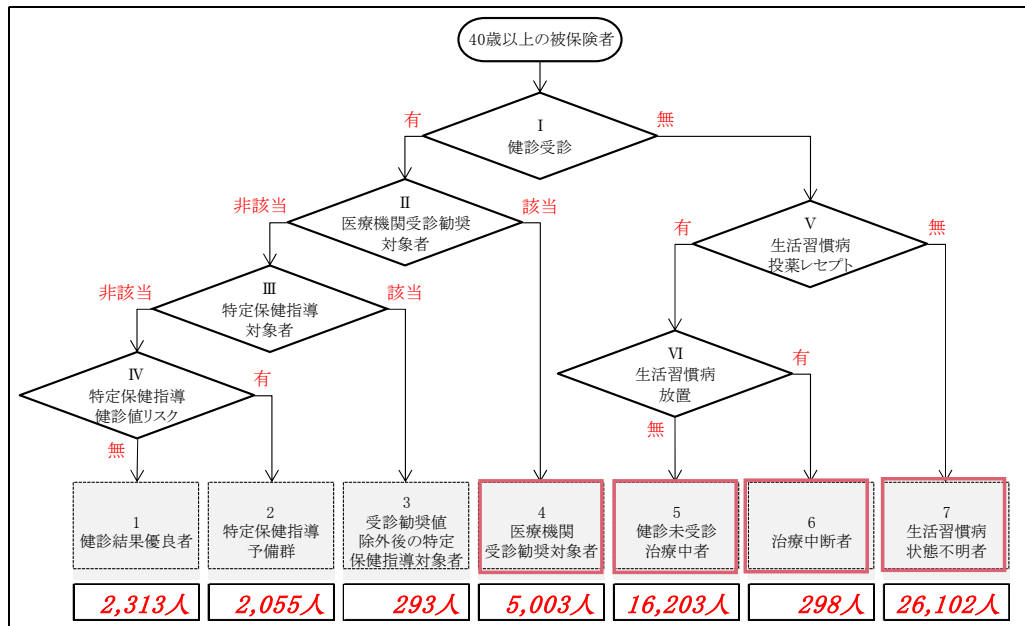 40歳以上の被保険者
Ⅰ
健診受診
有
無
Ⅱ
医療機関受診勧奨
対象者
非該当
該当
Ⅴ
生活習慣病
投薬レセプト
有
無
Ⅲ
特定保健指導
対象者
非該当
該当
Ⅵ
生活習慣病
放置
有
無
Ⅳ
特定保健指導
健診値リスク
有
無
1
健診結果優良者
2
特定保健指導
予備群
3
受診勧奨値
除外後の特定
保健指導対象者
4
医療機関
受診勧奨対象者
5
健診未受診
治療中者
6
治療中断者
7
生活習慣病
状態不明者
2,313人
2,055人
293人
5,003人
16,203人
298人
26,102人